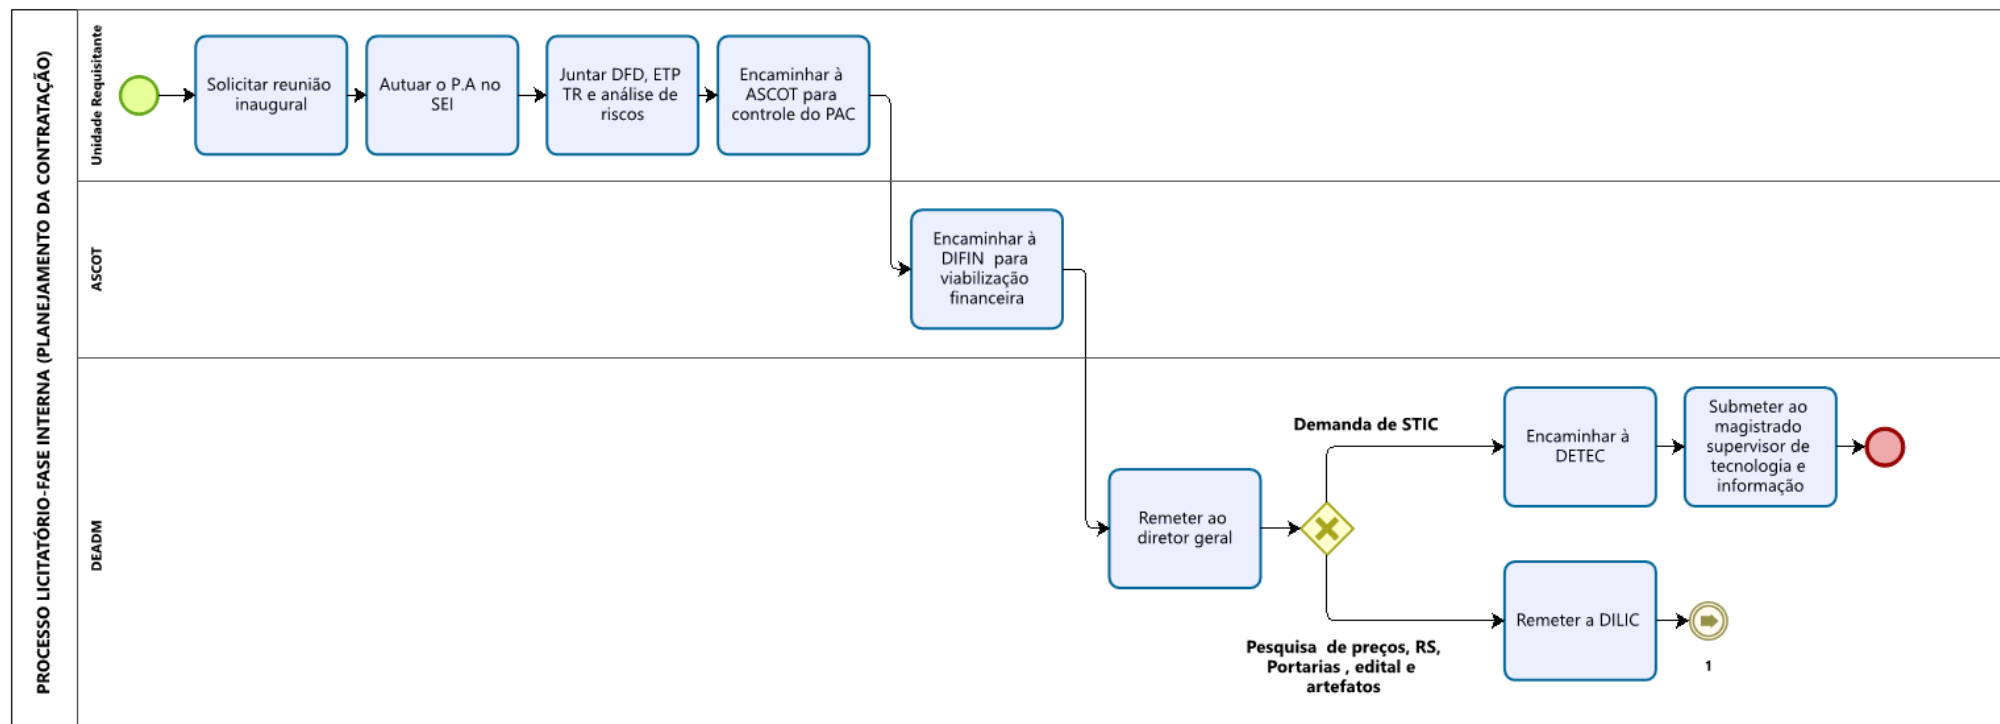 PROCESSO LICITATÓRIO-FASE INTERNA (PLANEJAMENTO DA CONTRATAÇÃO)
Unidade Requisitante
Solicitar reunião
inaugural
Autuar o P.A no
SEI
Juntar DFD, ETP
TR e análise de
riscos
Encaminhar à
ASCOT para
controle do PAC
ASCOT
Encaminhar à
DIFIN para
viabilização
financeira
DEADM
Remeter ao
diretor geral
Demanda de STIC
Encaminhar à
DETEC
Submeter ao
magistrado
supervisor de
tecnologia e
informação
Pesquisa de preços, RS,
Portarias , edital e
artefatos
Remeter a DILIC
1